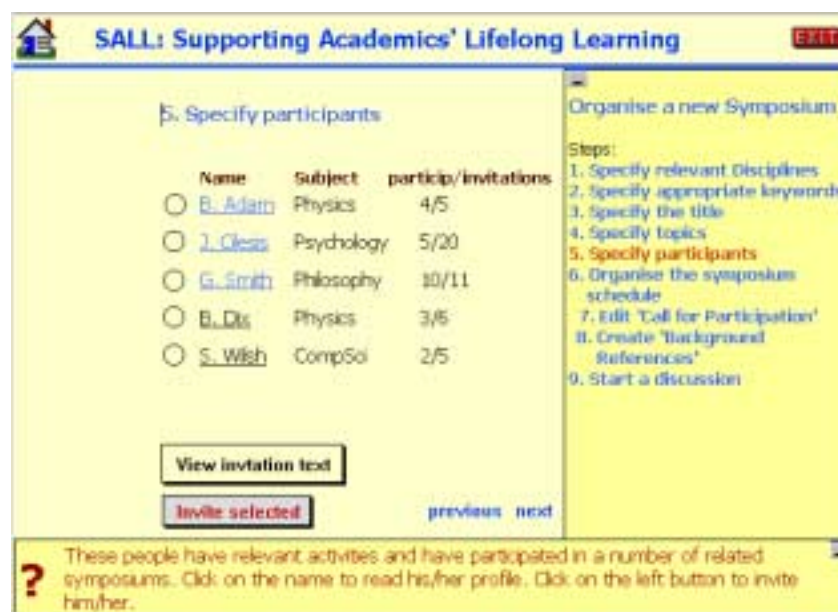 SALL: Supporting Academics' Lifelong Learning
EXIT
5. Specify participants
Name Subject particip/invitations
B. Adam Physics 4/5
J. Glesis Psychology 5/20
G. Smith Philosophy 10/11
B. Dix Physics 3/6
S. Wilsh CompSci 2/5
View invtation text
Invite selected
previous next
Organise a new Symposium
Steps:
1. Specify relevant Disciplines
2. Specify appropriate keywords
3. Specify the title
4. Specify topics
5. Specify participants
6. Organise the symposium
schedule
7. Edit 'Call for Participation'
8. Create 'Background
References'
9. Start a discussion
?
These people have relevant activities and have participated in a number of related
symposiums. Click on the name to read his/her profile. Click on the left button to invite
him/her.